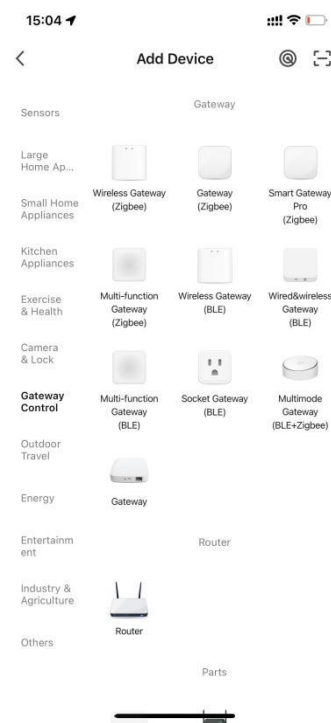 15:04
Add Device
Sensors
Large
Home Ap...
Small Home
Appliances
Kitchen
Appliances
Exercise
& Health
Camera
& Lock
Gateway
Control
Outdoor
Travel
Energy
Entertainm
ent
Industry &
Agriculture
Others
Gateway
Wireless Gateway
(Zigbee)
Gateway
(Zigbee)
Smart Gateway
Pro
(Zigbee)
Multi-function
Gateway
(Zigbee)
Wireless Gateway
(BLE)
Wired&wireless
Gateway
(BLE)
Multi-function
Gateway
(BLE)
Socket Gateway
(BLE)
Multimode
Gateway
(BLE+Zigbee)
Gateway
Router
Router
Parts